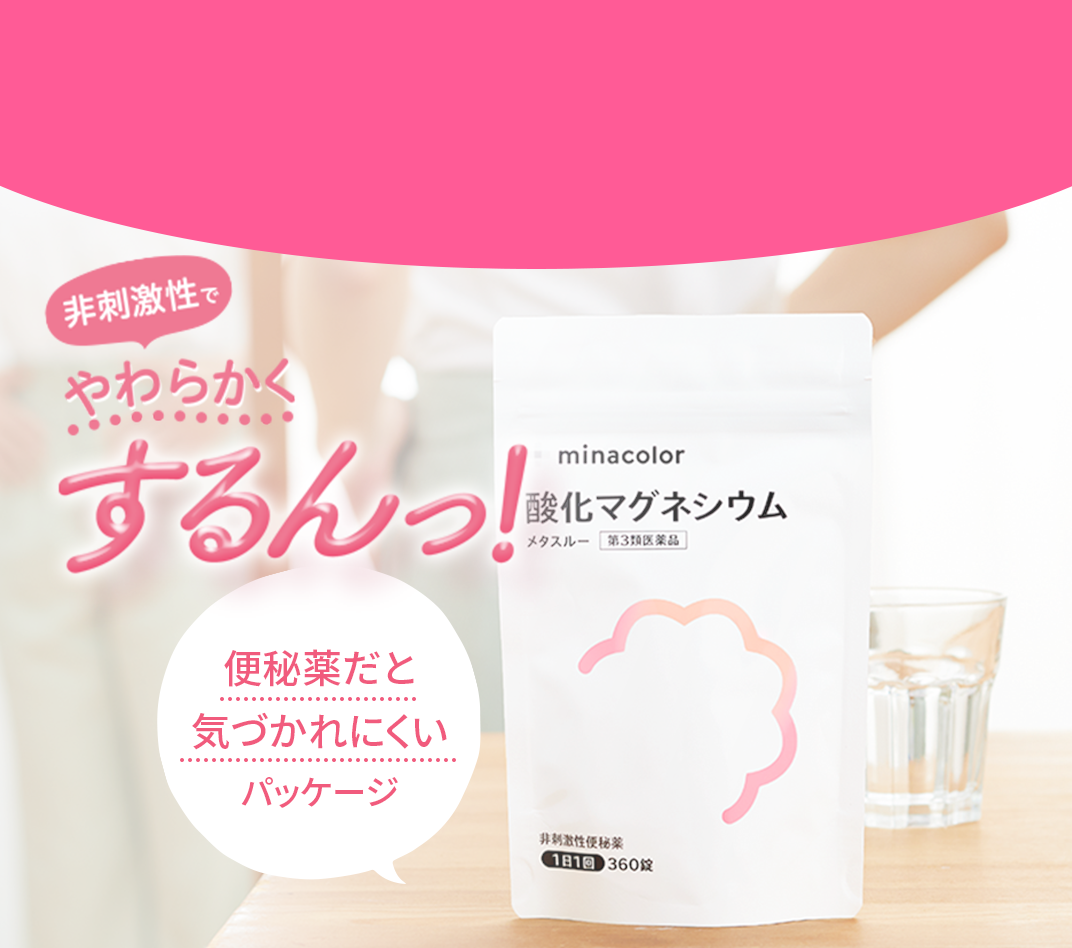 非刺激性で
やわらかく
するんっ!
便秘薬だと
気づかれにくい
パッケージ
minacolor
酸化マグネシウム
メタスルー 第3類医薬品
非刺激性便秘薬
1日1回 360錠